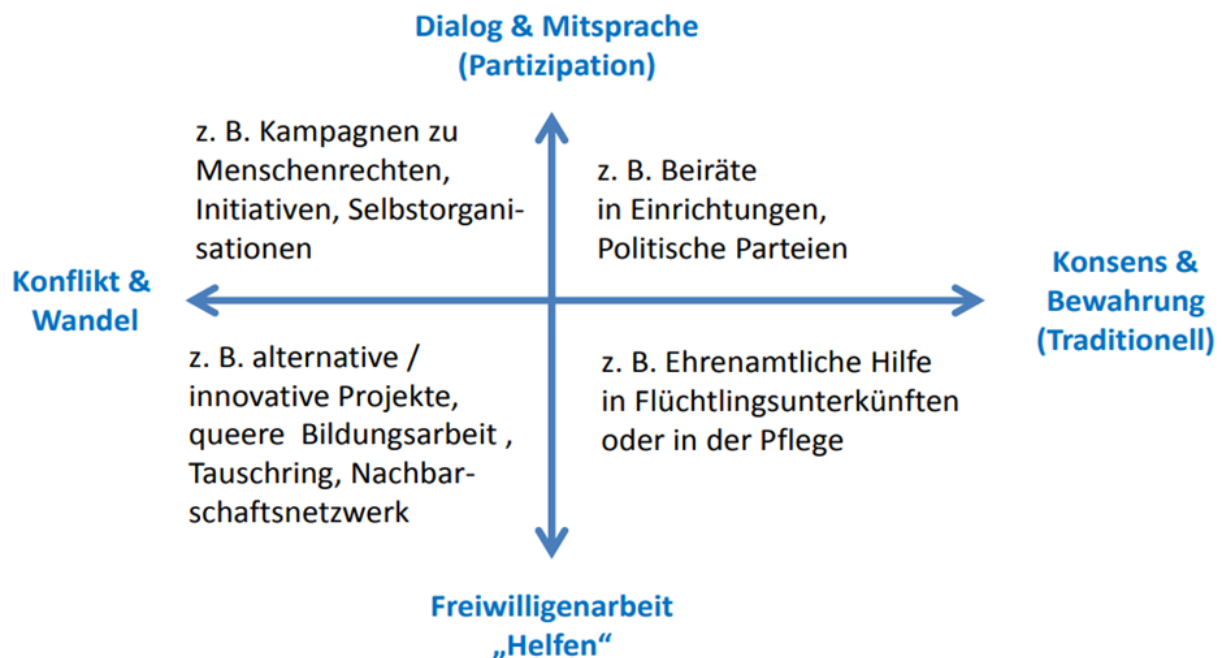 Dialog & Mitsprache
(Partizipation)
z. B. Kampagnen zu
Menschenrechten,
Initiativen, Selbstorgani-
sationen
z. B. Beiräte
in Einrichtungen,
Politische Parteien
Konflikt &
Wandel
Konsens &
Bewahrung
(Traditionell)
z. B. alternative /
innovative Projekte,
queere Bildungsarbeit ,
Tauschring, Nachbar-
schaftsnetzwerk
z. B. Ehrenamtliche Hilfe
in Flüchtlingsunterkünften
oder in der Pflege
Freiwilligenarbeit
„Helfen“